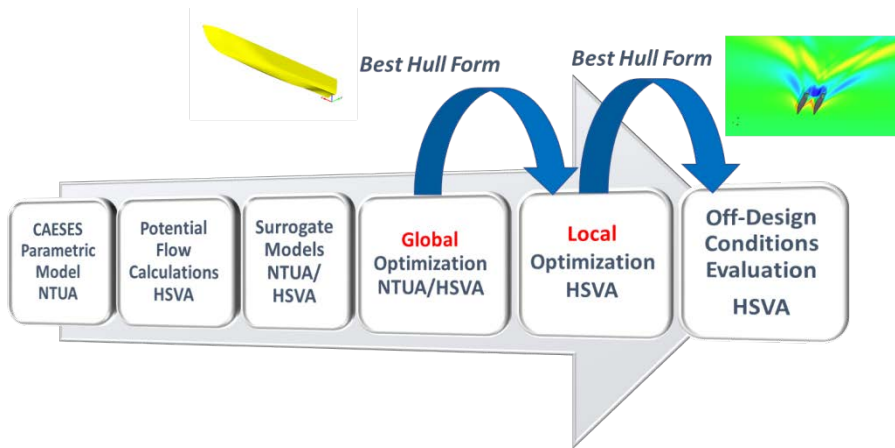 Best Hull Form
Best Hull Form
CAESES
Parametric
Model
NTUA
Potential
Flow
Calculations
HSVA
Surrogate
Models
NTUA/
HSVA
Global
Optimization
NTUA/HSVA
Local
Optimization
HSVA
Off-Design
Conditions
Evaluation
HSVA